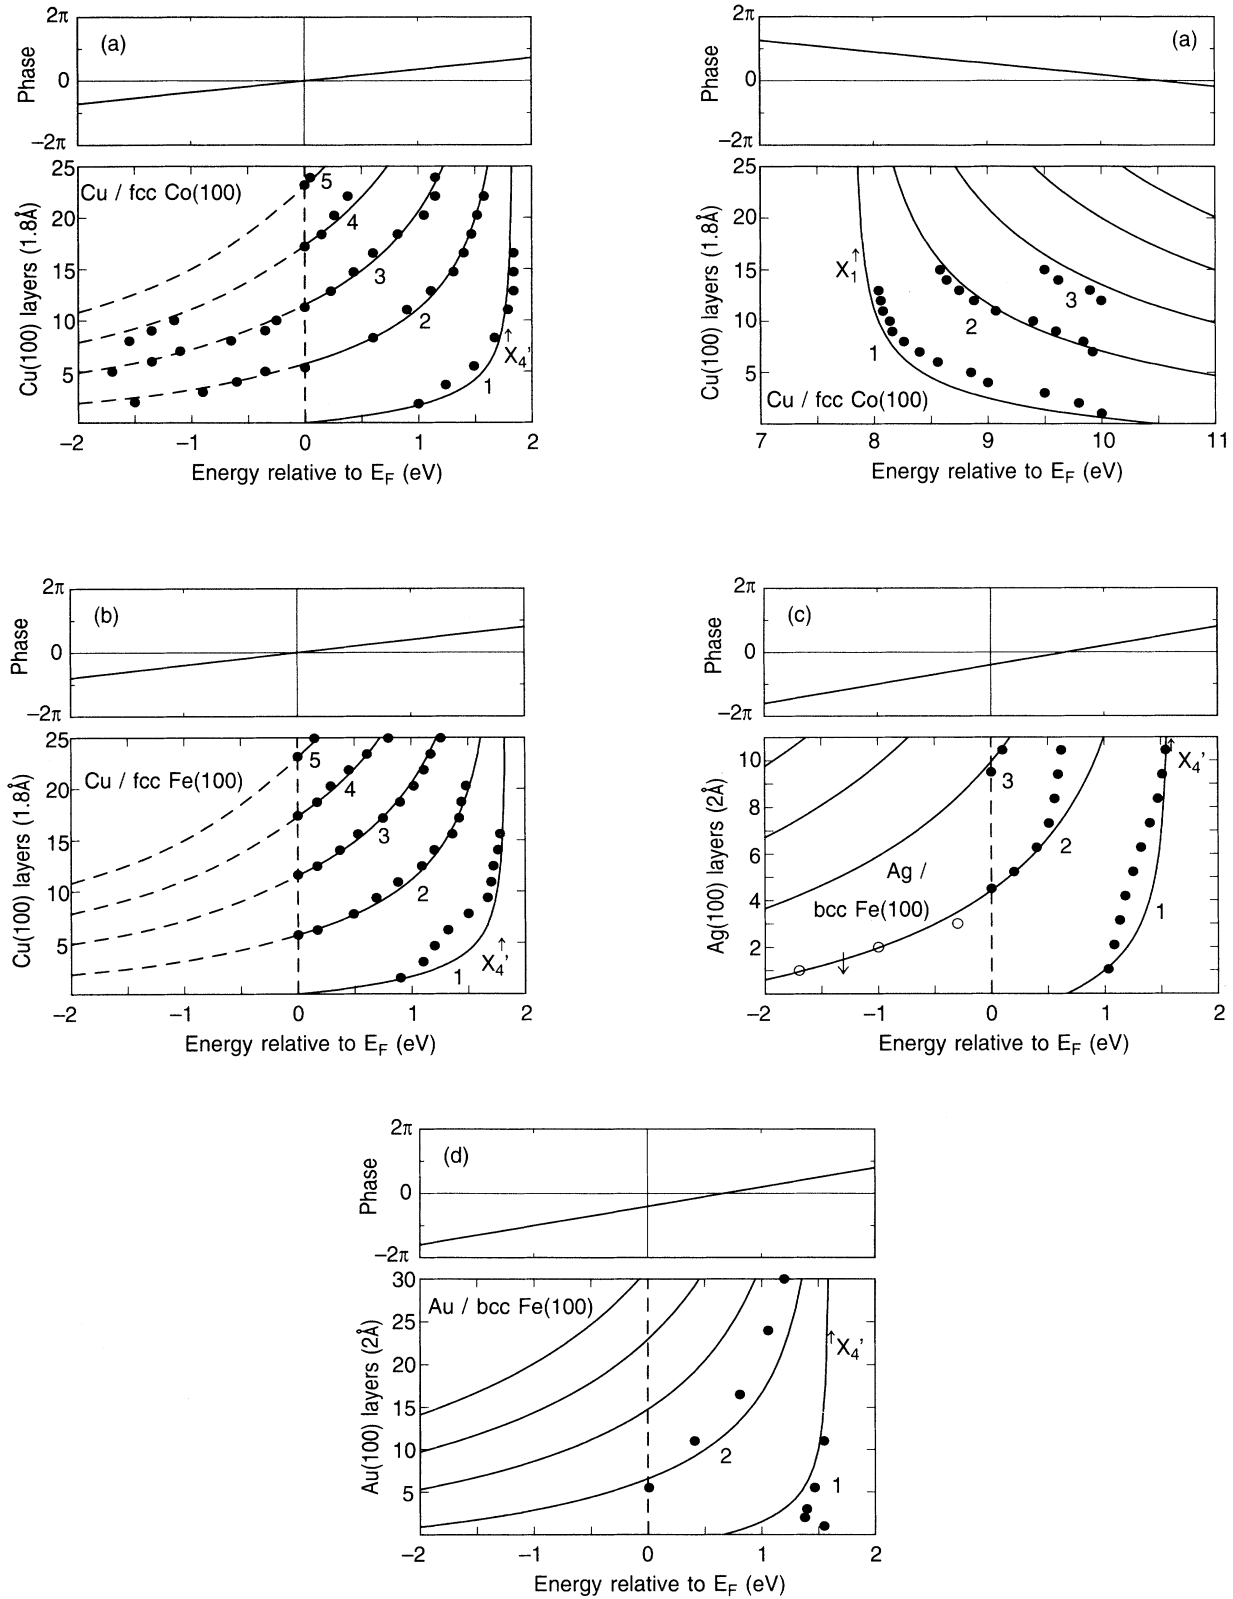 2π
(a)
Phase
0
−2π
25
Cu / fcc Co(100)
5
4
20
3
15
2
10
X4'
5
1
Cu(100) layers (1.8Å)
−2 −1 0 1 2
Energy relative to EF (eV)
2π
(a)
Phase
0
−2π
25
20
X1
15
3
2
10
1
5
Cu / fcc Co(100)
Cu(100) layers (1.8Å)
7 8 9 10 11
Energy relative to EF (eV)
2π
(b)
Phase
0
−2π
25
Cu / fcc Fe(100)
5
4
20
3
15
2
10
X4'
5
1
Cu(100) layers (1.8Å)
−2 −1 0 1 2
Energy relative to EF (eV)
2π
(c)
Phase
0
−2π
10
X4'
3
8
2
6
Ag /
bcc Fe(100)
4
1
2
Ag(100) layers (2Å)
−2 −1 0 1 2
Energy relative to EF (eV)
2π
(d)
Phase
0
−2π
30
Au / bcc Fe(100)
25
X4'
20
15
10
2
5
1
Au(100) layers (2Å)
−2 −1 0 1 2
Energy relative to EF (eV)